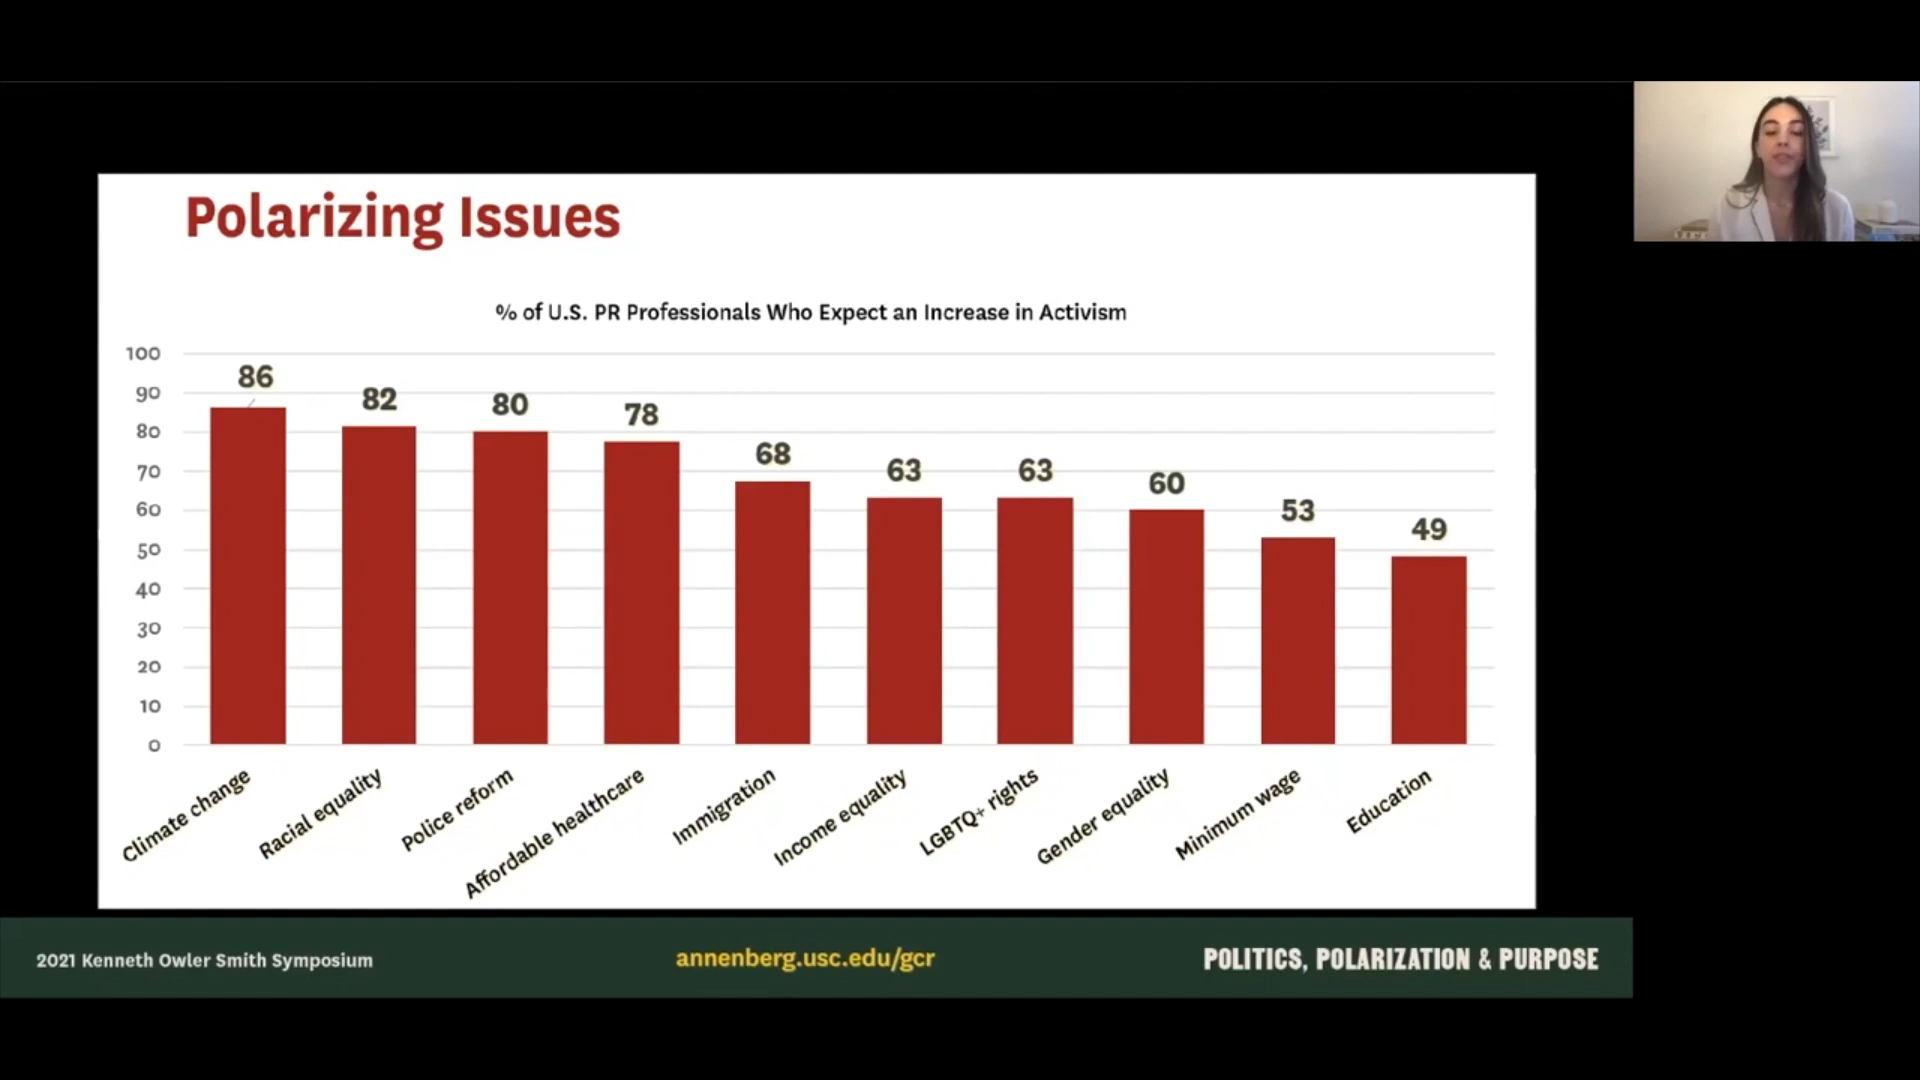 Polarizing Issues
% of U.S. PR Professionals Who Expect an Increase in Activism
100
90
80
70
60
50
40
30
20
10
0
86
82
80
78
68
63
63
60
53
49
Climate change
Racial equality
Police reform
Affordable healthcare
Immigration
Income equality
LGBTQ+ rights
Gender equality
Minimum wage
Education
2021 Kenneth Owler Smith Symposium
annenberg.usc.edu/gcr
POLITICS, POLARIZATION & PURPOSE